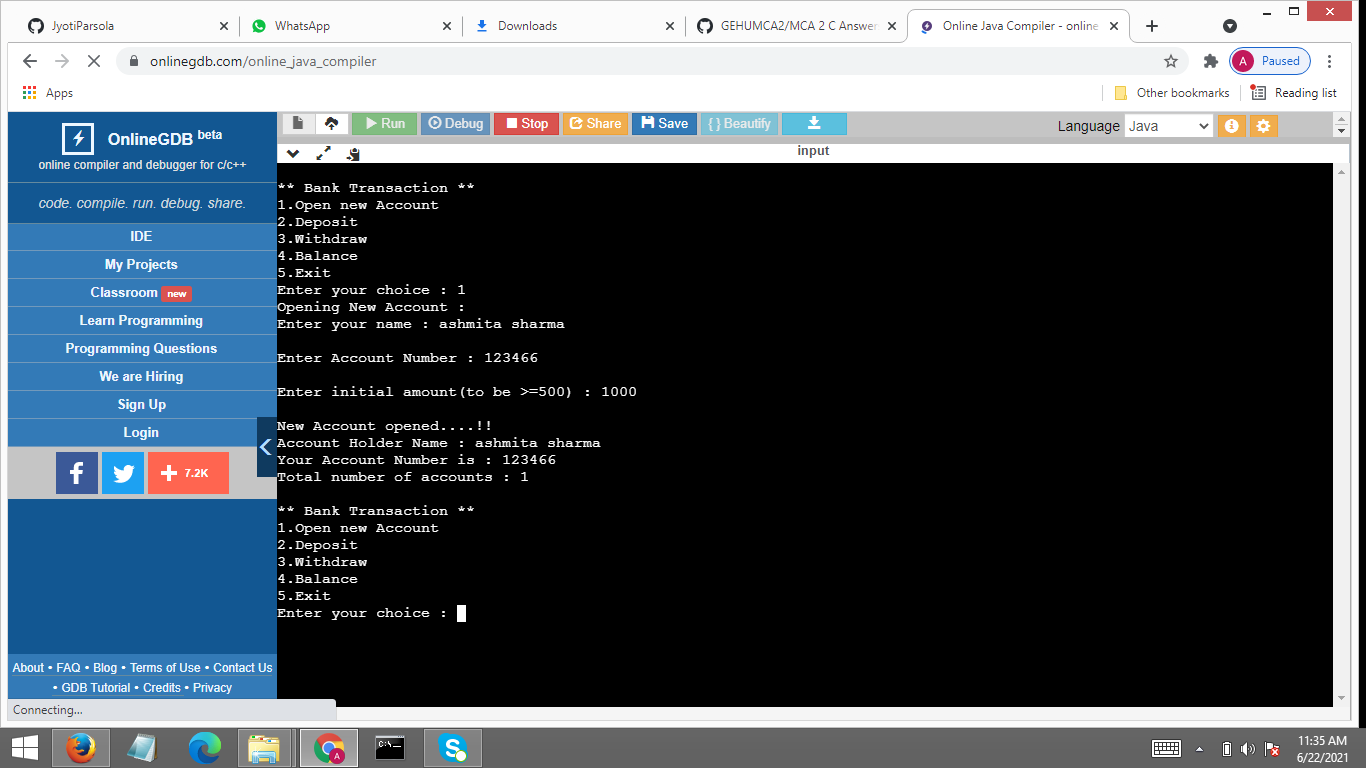 JyotiParsola
WhatsApp
Downloads
GEHUMCA2/MCA 2 C Answer
Online Java Compiler - online
onlinegdb.com/online_java_compiler
A Paused
Apps
Other bookmarks
Reading list
OnlineGDB beta
online compiler and debugger for c/c++
code. compile. run. debug. share.
IDE
My Projects
Classroom new
Learn Programming
Programming Questions
We are Hiring
Sign Up
Login
f
+ 7.2K
About • FAQ • Blog • Terms of Use • Contact Us
• GDB Tutorial • Credits • Privacy
Connecting...
Run
Debug
Stop
Share
Save
{ } Beautify
Language Java
input
** Bank Transaction **
1.Open new Account
2.Deposit
3.Withdraw
4.Balance
5.Exit
Enter your choice : 1
Opening New Account :
Enter your name : ashmita sharma
Enter Account Number : 123466
Enter initial amount(to be >=500) : 1000
New Account opened....!!
Account Holder Name : ashmita sharma
Your Account Number is : 123466
Total number of accounts : 1
** Bank Transaction **
1.Open new Account
2.Deposit
3.Withdraw
4.Balance
5.Exit
Enter your choice :
11:35 AM
6/22/2021